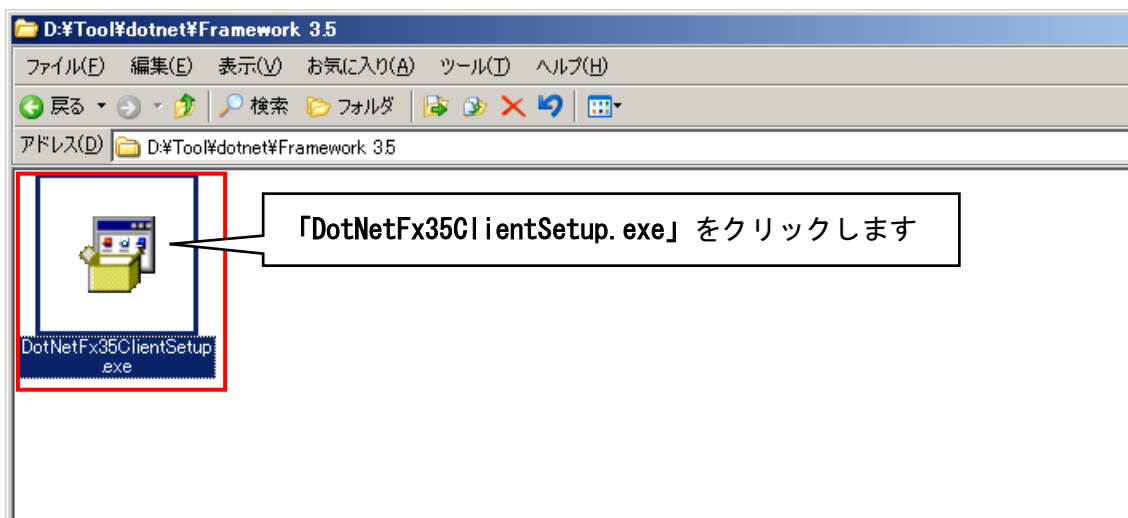 D:¥Tool¥dotnet¥Framework 3.5
ファイル(F) 編集(E) 表示(V) お気に入り(A) ツール(T) ヘルプ(H)
戻る 検索 フォルダ
アドレス(D) D:¥Tool¥dotnet¥Framework 3.5
「DotNetFx35ClientSetup.exe」をクリックします
DotNetFx35ClientSetup
.exe